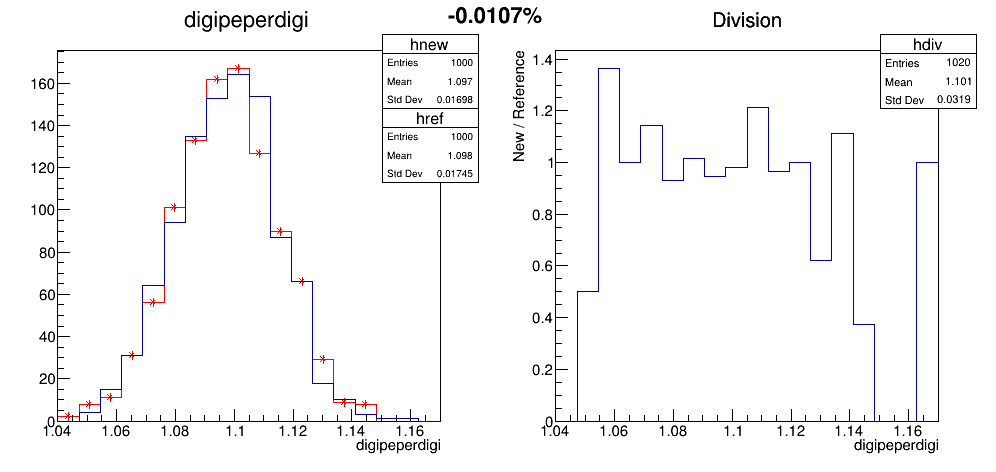 -0.0107%
digipeperdigi
hnew
Entries 1000
Mean 1.097
Std Dev 0.01698
href
Entries 1000
Mean 1.098
Std Dev 0.01745
160
140
120
100
80
60
40
20
0
1.04 1.06 1.08 1.1 1.12 1.14 1.16
digipeperdigi
Division
hdiv
Entries 1020
Mean 1.101
Std Dev 0.0319
New / Reference
1.4
1.2
1
0.8
0.6
0.4
0.2
0
1.04 1.06 1.08 1.1 1.12 1.14 1.16
digipeperdigi